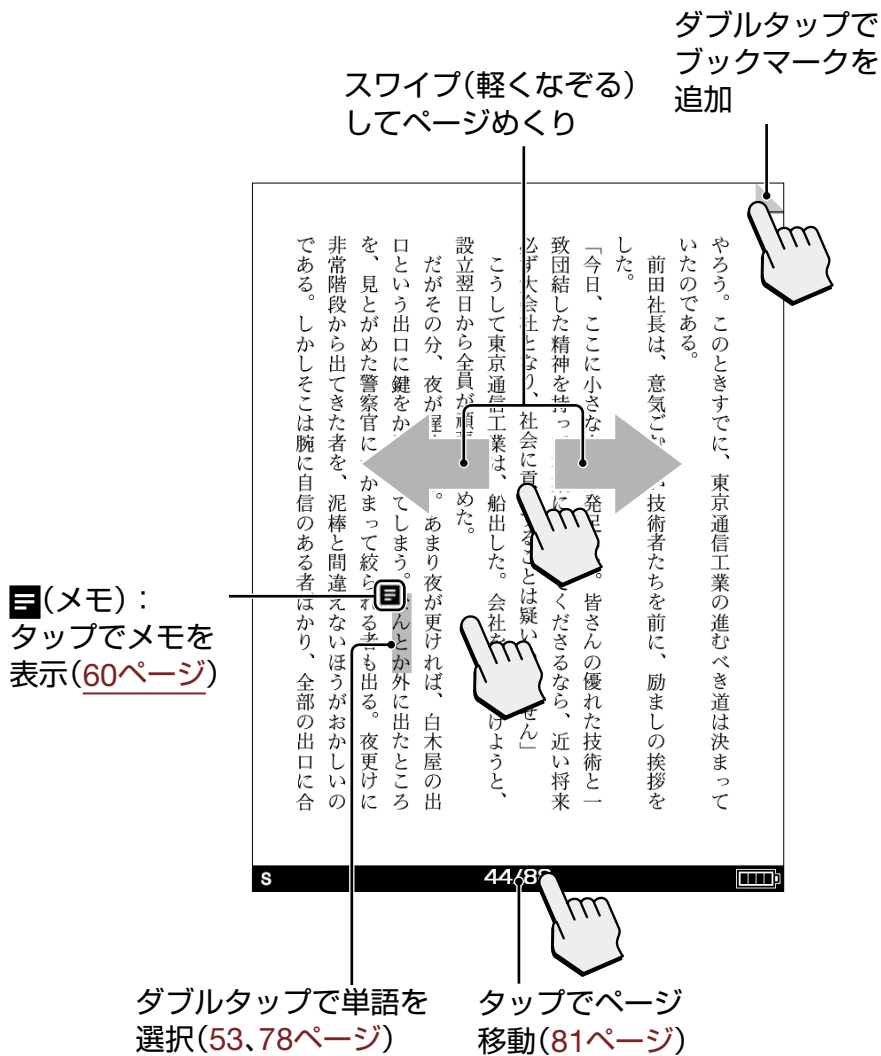 ダブルタップで
ブックマークを
追加
スワイプ（軽くなぞる）
してページめくり
やろう。このときすでに、東京通信工業の進むべき道は決まって
いたのである。
前田社長は、意気ご 技術者たちを前に、励ましの挨拶を
した。
「今日、ここに小さな 発足 。皆さんの優れた技術と一
致団結した精神を持っ に くださるなら、近い将来
必ず大会社となり、社会に貢 ることは疑い せん」
こうして東京通信工業は、船出した。会社を けようと、
設立翌日から全員が頑 めた。
だがその分、夜が遅 。あまり夜が更ければ、白木屋の出
口という出口に鍵をか てしまう。なんとか外に出たところ
を、見とがめた警察官に かまって絞られる者も出る。夜更けに
非常階段から出てきた者を、泥棒と間違えないほうがおかしいの
である。しかしそこは腕に自信のある者ばかり、全部の出口に合
（メモ）：
タップでメモを
表示（60ページ）
S
44/88
ダブルタップで単語を
選択（53、78ページ）
タップでページ
移動（81ページ）